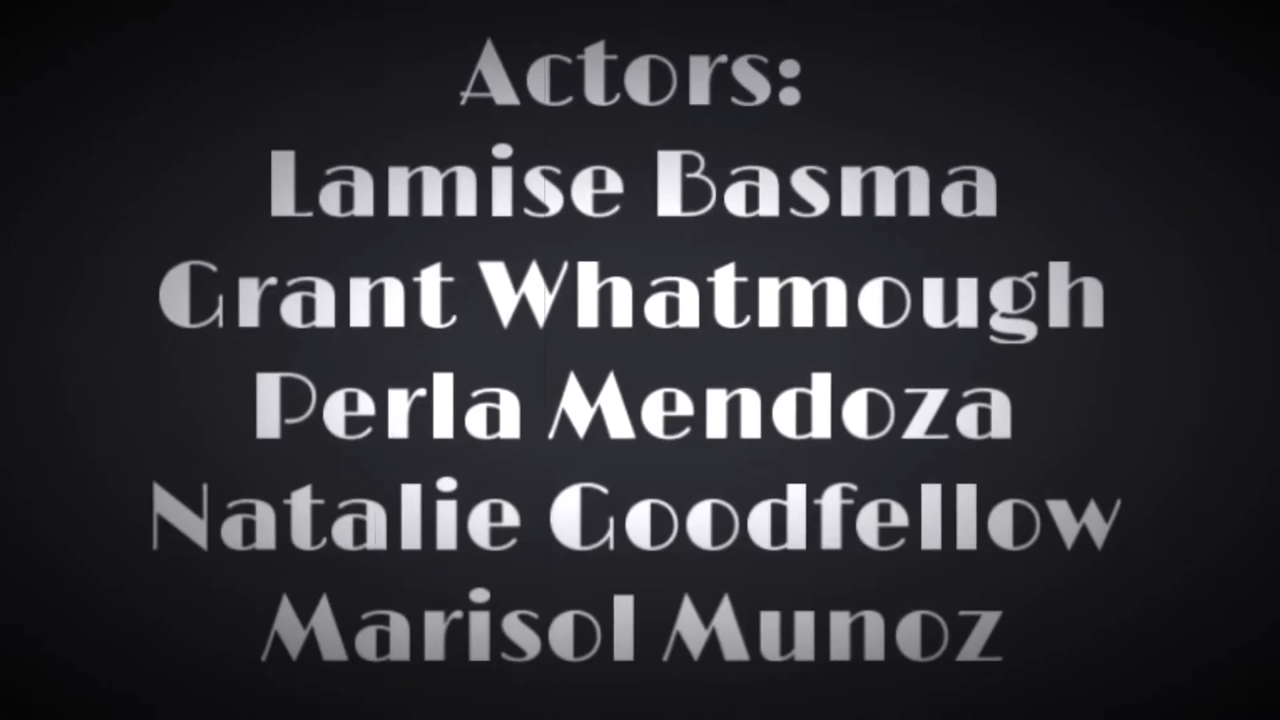 Actors:
Lamise Basma
Grant Whatmough
Perla Mendoza
Natalie Goodfellow
Marisol Munoz